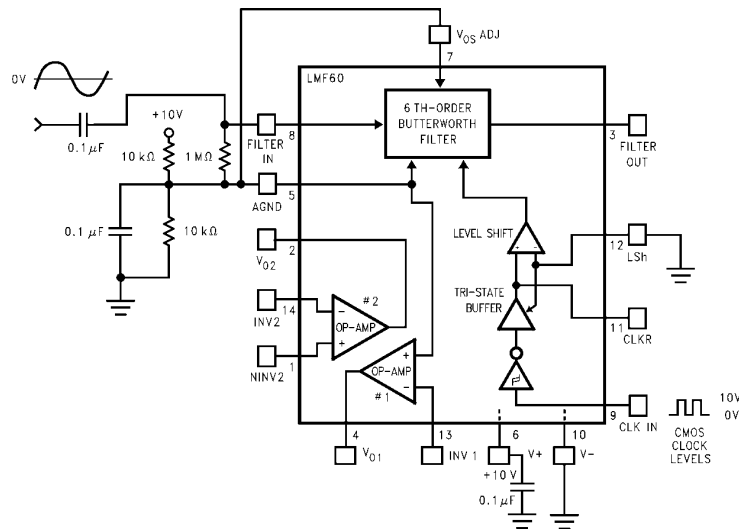 V_OS ADJ
7
0V
LMF60
+10V
6 TH-ORDER
BUTTERWORTH
FILTER
0.1 μF
10 kΩ
1 MΩ
FILTER
IN
8
3
FILTER
OUT
5
AGND
0.1 μF
10 kΩ
2
V_O2
LEVEL SHIFT
+ -
12
LSh
#2
TRI-STATE
BUFFER
14
INV2
-
OP-AMP
+
11
CLKR
1
NINV2
+
OP-AMP
-
#1
9
CLK IN
10V
0V
CMOS
CLOCK
LEVELS
4
13
6
10
V_O1
INV 1
V+
V-
+10 V
0.1 μF